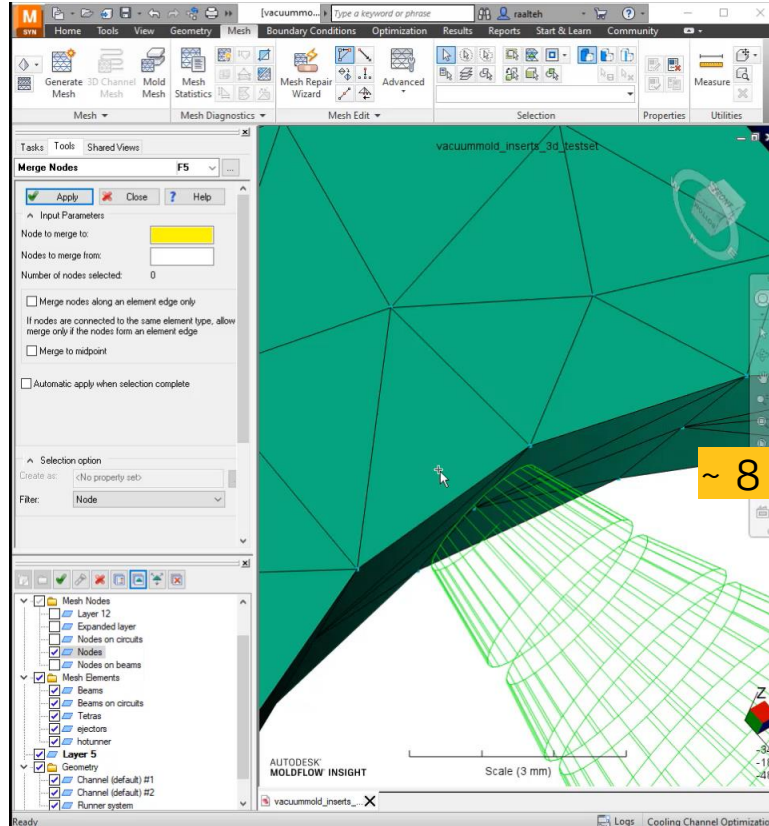 [vacuummo...
Type a keyword or phrase
raalteh
M
SYN
Home Tools View Geometry Mesh Boundary Conditions Optimization Results Reports Start & Learn Community
Generate Mesh
3D Channel Mesh
Mold Mesh
Mesh Statistics
Mesh Repair Wizard
Advanced
Measure
Mesh
Mesh Diagnostics
Mesh Edit
Selection
Properties
Utilities
Tasks Tools Shared Views
Merge Nodes F5 ...
Apply Close ? Help
Input Parameters
Node to merge to:
Nodes to merge from:
Number of nodes selected: 0
Merge nodes along an element edge only
If nodes are connected to the same element type, allow
merge only if the nodes form an element edge
Merge to midpoint
Automatic apply when selection complete
Selection option
Create as: <No property set>
Filter: Node
Mesh Nodes
Layer 12
Expanded layer
Nodes on circuits
Nodes
Nodes on beams
Mesh Elements
Beams
Beams on circuits
Tetras
ejectors
hotunner
Layer 5
Geometry
Channel (default) #1
Channel (default) #2
Runner system
vacuummold_inserts_3d_testset
FRONT
~ 8
Z
AUTODESK'
MOLDFLOW INSIGHT
Scale (3 mm)
vacuummold_inserts_...
Ready
Logs Cooling Channel Optimizatio